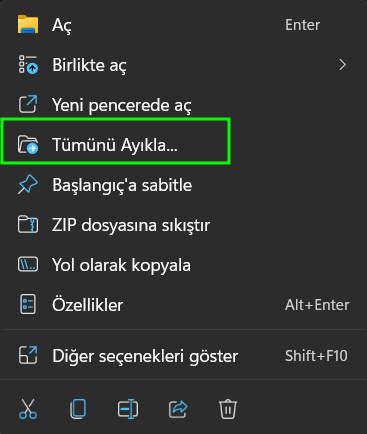 Aç Enter
Birlikte aç
Yeni pencerede aç
Tümünü Ayıkla...
Başlangıç'a sabitle
ZIP dosyasına sıkıştır
Yol olarak kopyala
Özellikler Alt+Enter
Diğer seçenekleri göster Shift+F10